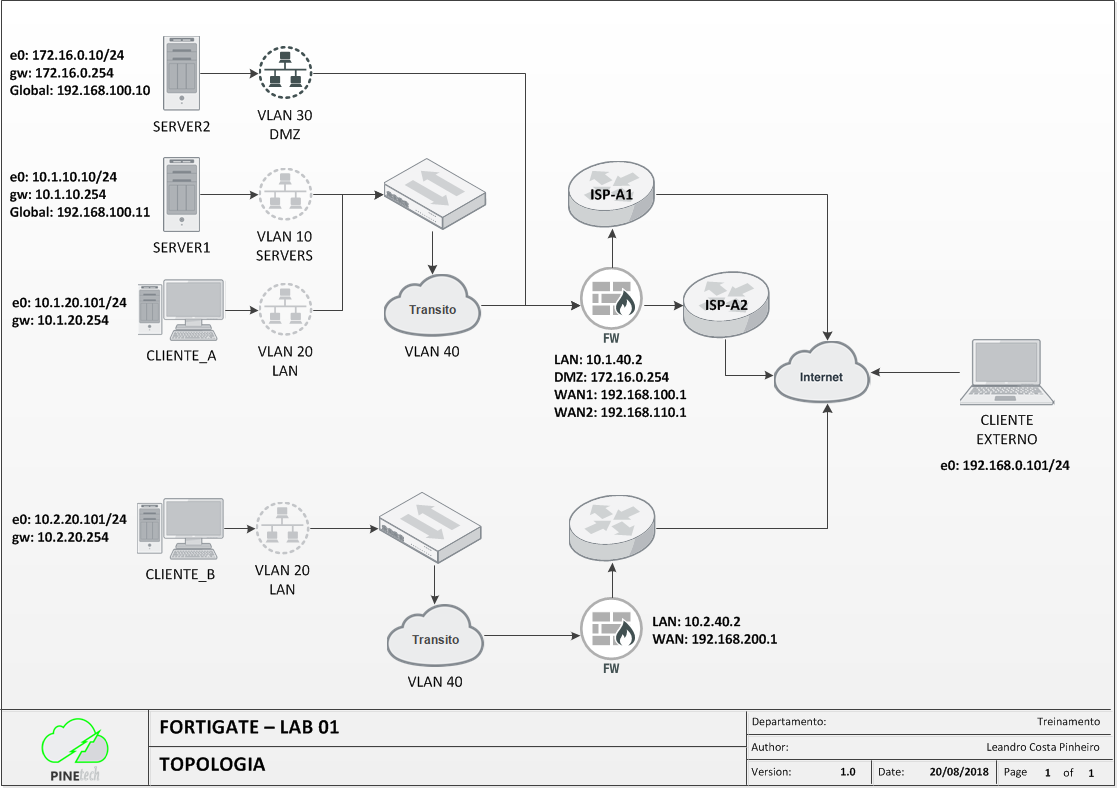 e0: 172.16.0.10/24
gw: 172.16.0.254
Global: 192.168.100.10
SERVER2
VLAN 30
DMZ
e0: 10.1.10.10/24
gw: 10.1.10.254
Global: 192.168.100.11
SERVER1
VLAN 10
SERVERS
ISP-A1
e0: 10.1.20.101/24
gw: 10.1.20.254
CLIENTE_A
VLAN 20
LAN
Transito
VLAN 40
FW
ISP-A2
LAN: 10.1.40.2
DMZ: 172.16.0.254
WAN1: 192.168.100.1
WAN2: 192.168.110.1
Internet
CLIENTE
EXTERNO
e0: 192.168.0.101/24
e0: 10.2.20.101/24
gw: 10.2.20.254
CLIENTE_B
VLAN 20
LAN
Transito
VLAN 40
FW
LAN: 10.2.40.2
WAN: 192.168.200.1
PINEtech
FORTIGATE – LAB 01
TOPOLOGIA
Departamento: Treinamento
Author: Leandro Costa Pinheiro
Version: 1.0 Date: 20/08/2018 Page 1 of 1